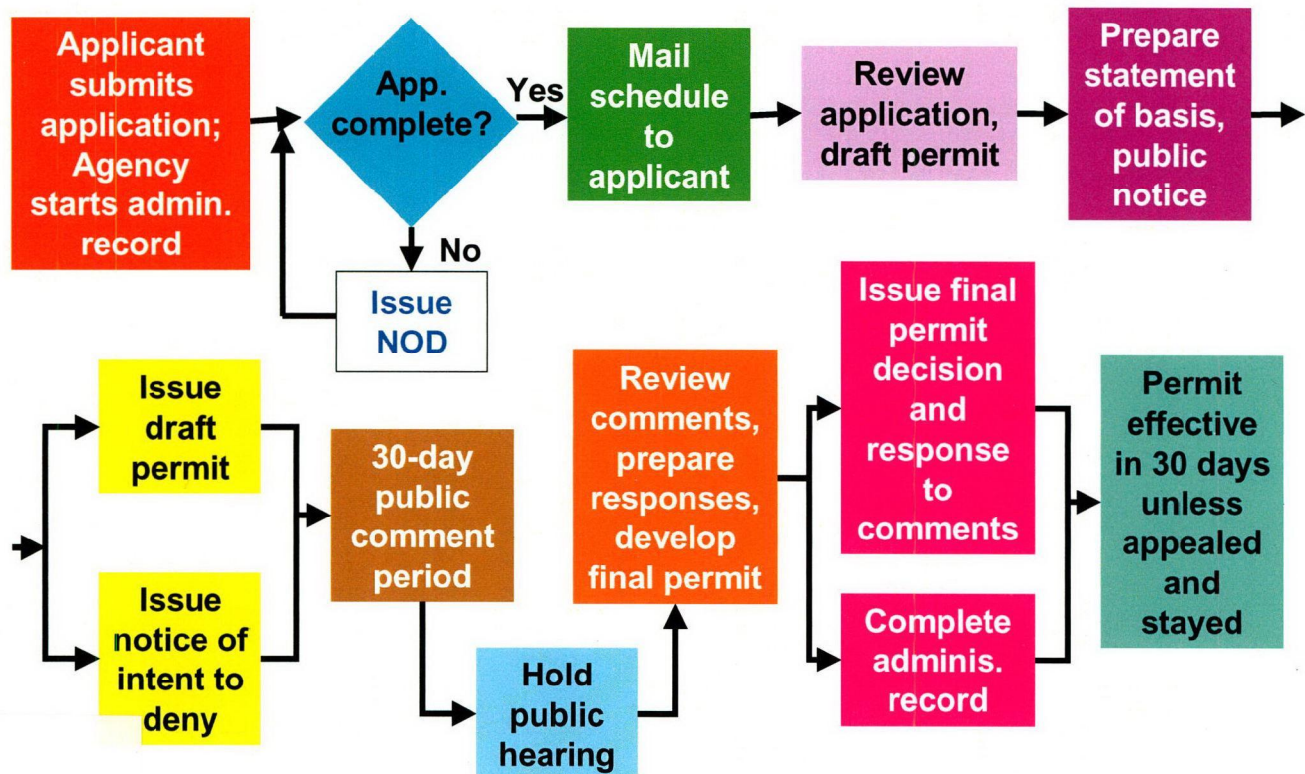 Applicant
submits
application;
Agency
starts admin.
record
App.
complete?
Yes
No
Issue
NOD
Mail
schedule
to
applicant
Review
application,
draft permit
Prepare
statement
of basis,
public
notice
Issue
draft
permit
Issue
notice of
intent to
deny
30-day
public
comment
period
Hold
public
hearing
Review
comments,
prepare
responses,
develop
final permit
Issue final
permit
decision
and
response
to
comments
Complete
adminis.
record
Permit
effective
in 30 days
unless
appealed
and
stayed